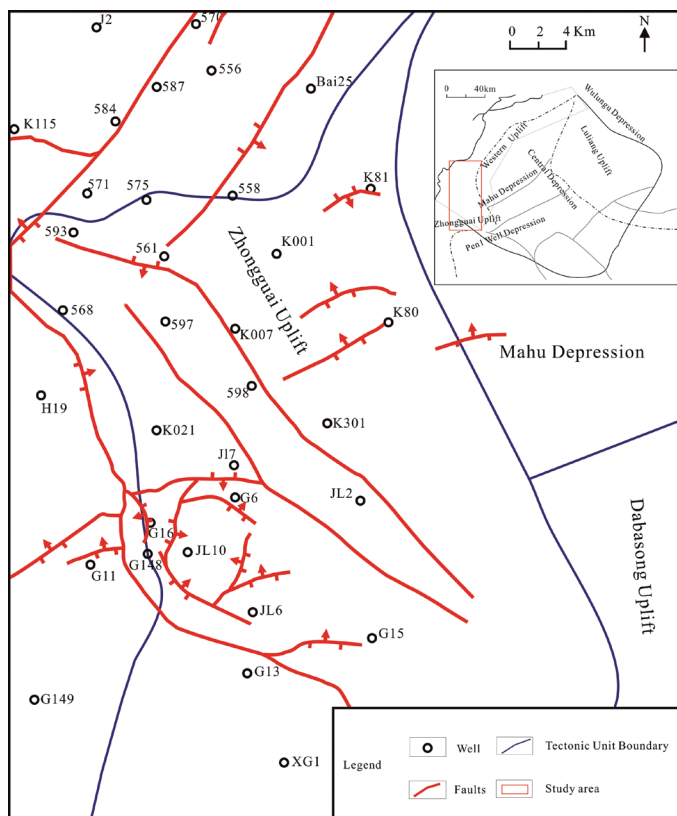 J2
570
0 2 4 Km
N
556
587
Bai25
584
K115
0 40km
Wulungu Depression
Western Uplift
Luliang Uplift
Central Depression
Mahu Depression
Zhongguai Uplift
Pen1 Well Depression
571
575
558
K81
593
561
K001
Zhongguai Uplift
568
597
K007
K80
Mahu Depression
598
H19
K021
K301
J17
G6
JL2
G16
G148
JL10
G11
Dabasong Uplift
JL6
G15
G13
G149
XG1
Legend
Well
Tectonic Unit Boundary
Faults
Study area